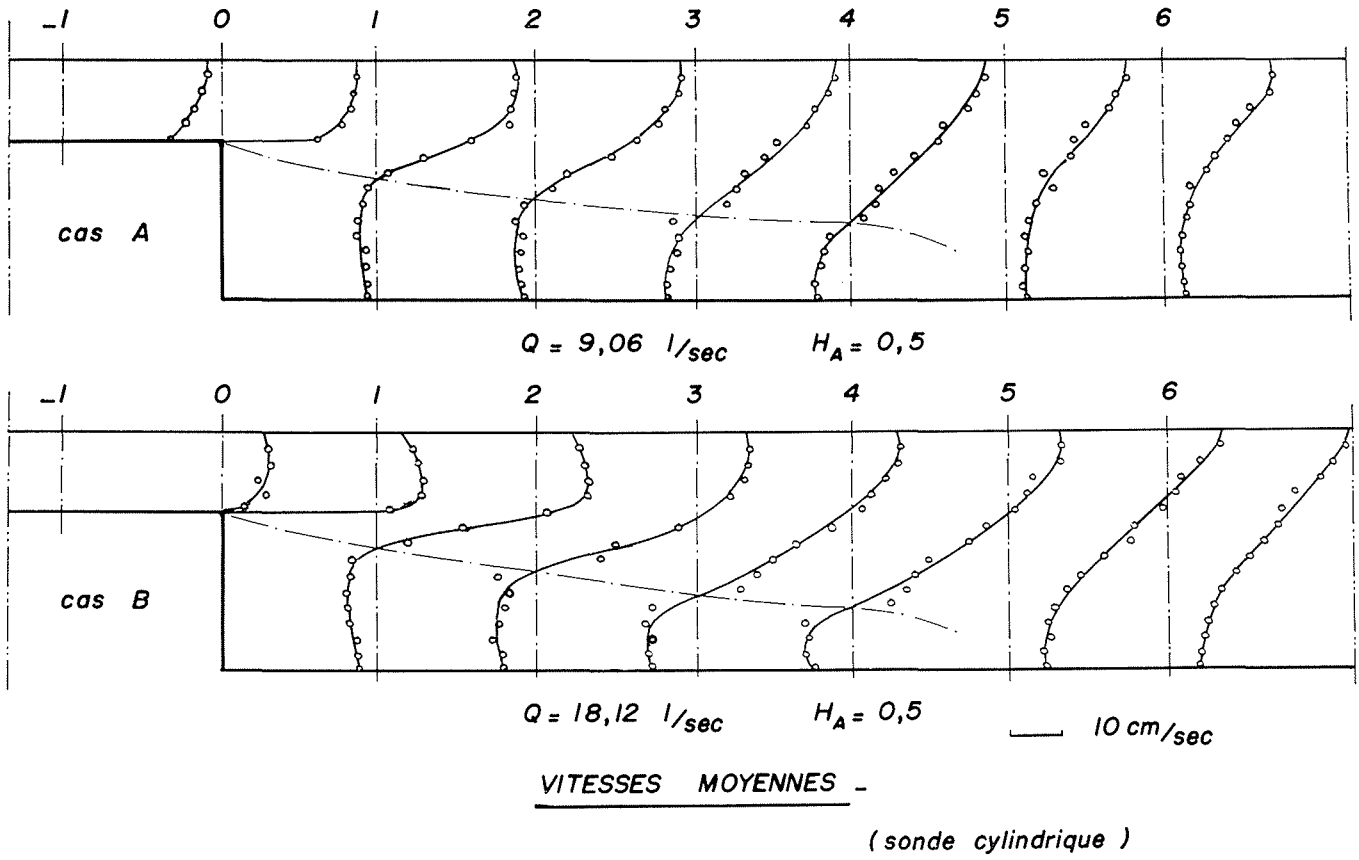 -1 0 1 2 3 4 5 6
cas A
Q = 9,06 l/sec H_A = 0,5
-1 0 1 2 3 4 5 6
cas B
Q = 18,12 l/sec H_A = 0,5
10 cm/sec
VITESSES MOYENNES -
( sonde cylindrique )